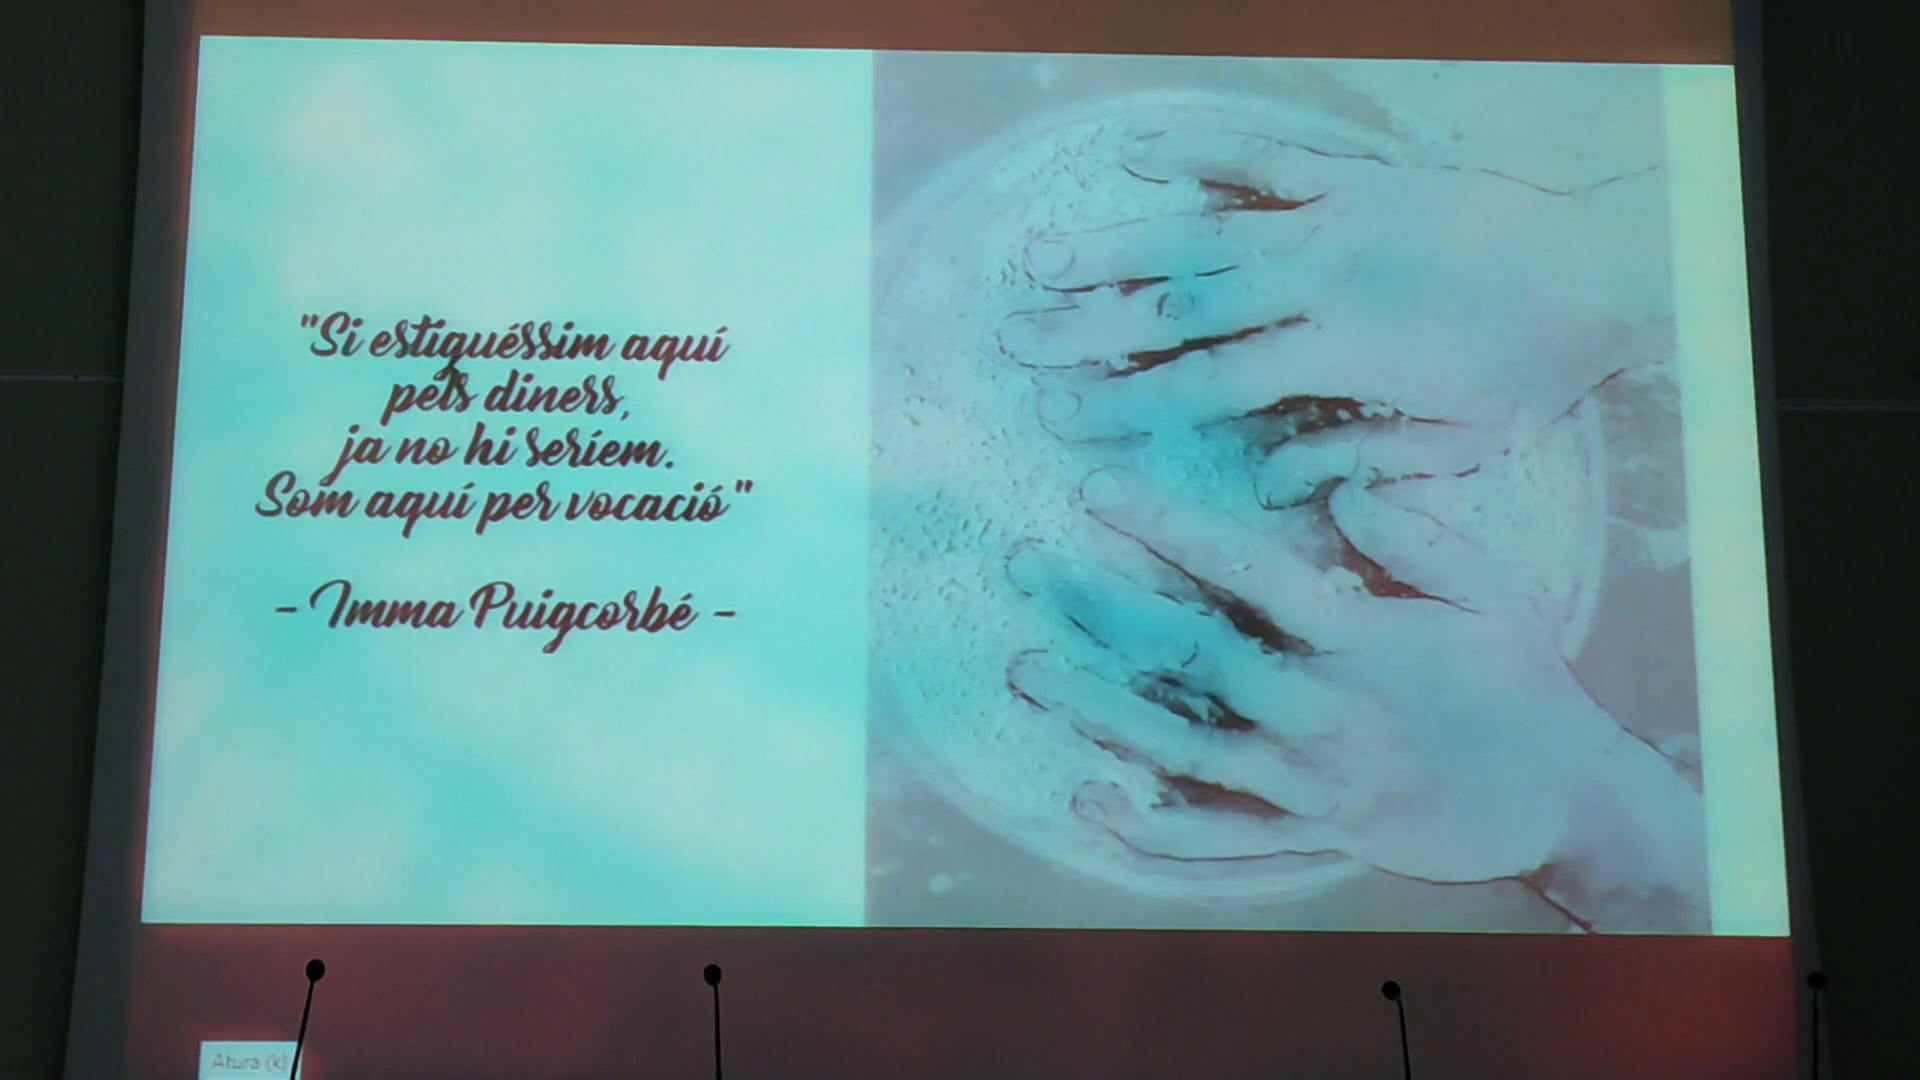 "Si estiguéssim aquí
pels diners,
ja no hi seríem.
Som aquí per vocació"
- Imma Puigcorbé -
Atura (k)